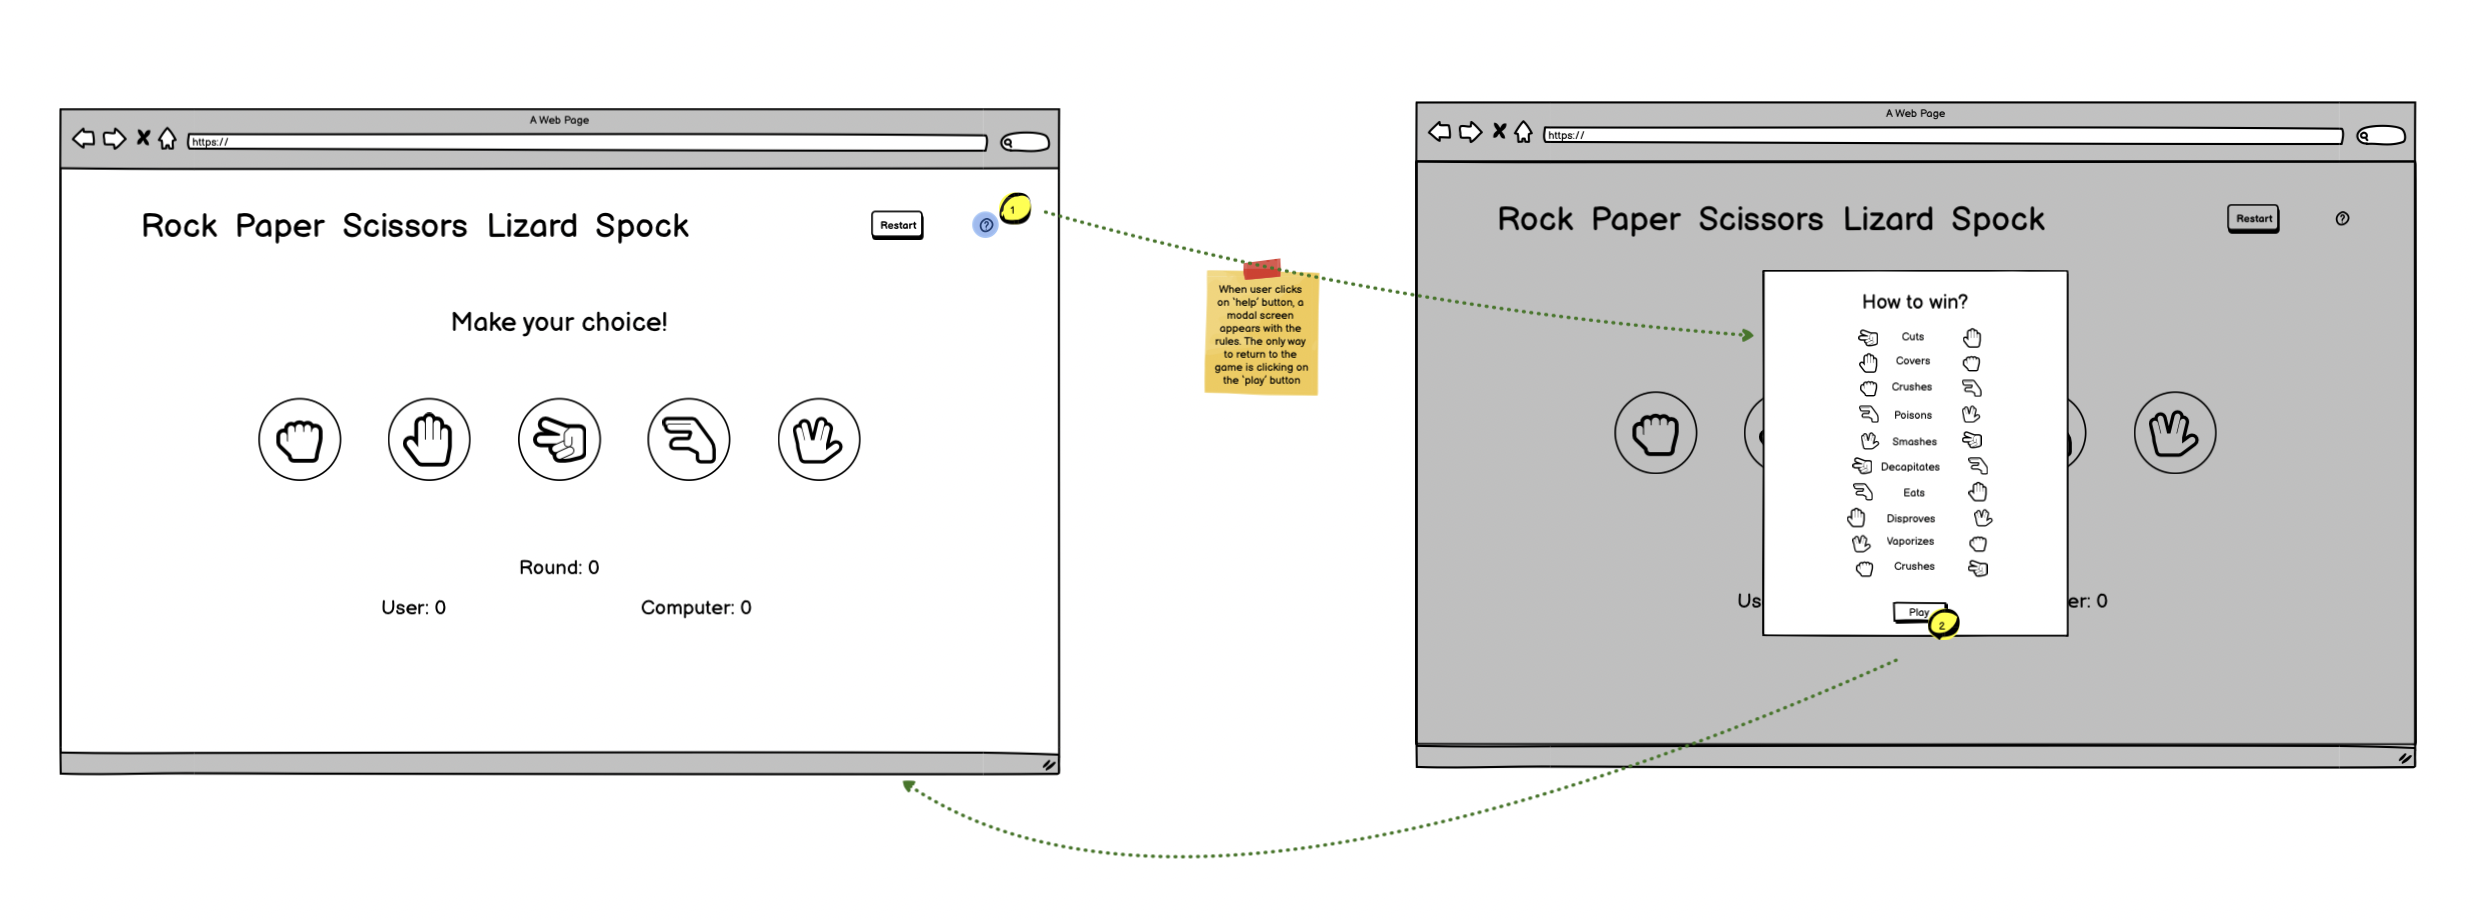 A Web Page
https://
Rock Paper Scissors Lizard Spock
Restart
?
1
Make your choice!
Round: 0
User: 0
Computer: 0
When user clicks
on 'help' button, a
modal screen
appears with the
rules. The only way
to return to the
game is clicking on
the 'play' button
A Web Page
https://
Rock Paper Scissors Lizard Spock
Restart
?
How to win?
Cuts
Covers
Crushes
Poisons
Smashes
Decapitates
Eats
Disproves
Vaporizes
Crushes
Us
er: 0
Play
2